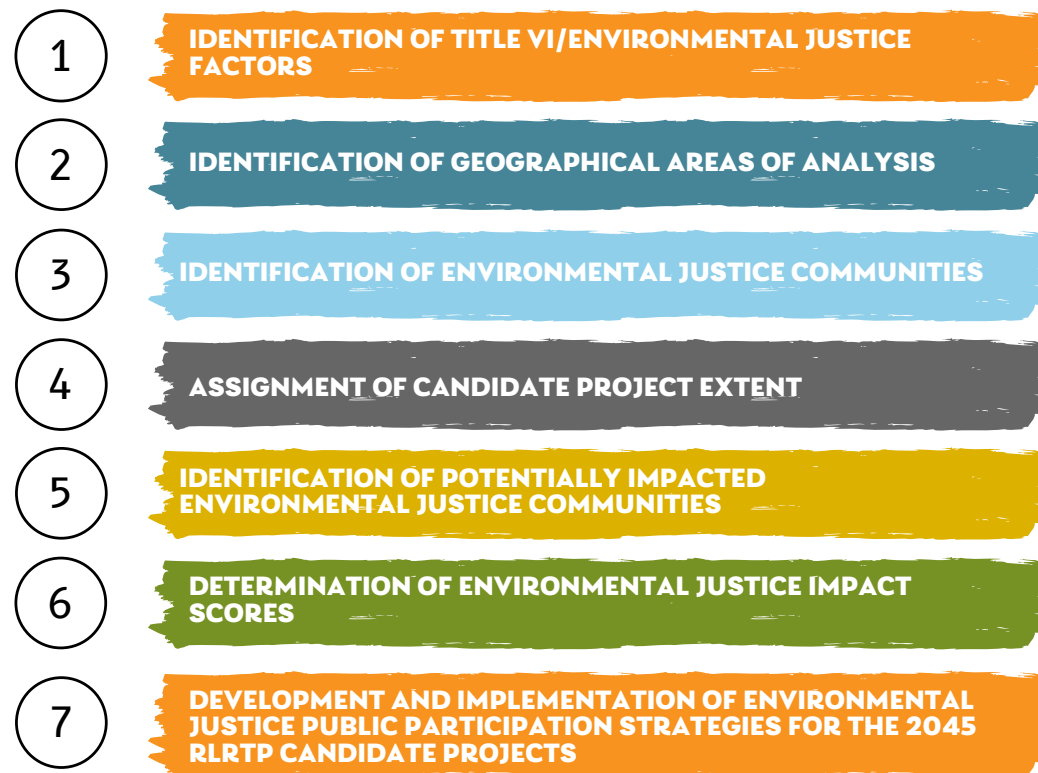 1
IDENTIFICATION OF TITLE VI/ENVIRONMENTAL JUSTICE
FACTORS
2
IDENTIFICATION OF GEOGRAPHICAL AREAS OF ANALYSIS
3
IDENTIFICATION OF ENVIRONMENTAL JUSTICE COMMUNITIES
4
ASSIGNMENT OF CANDIDATE PROJECT EXTENT
5
IDENTIFICATION OF POTENTIALLY IMPACTED
ENVIRONMENTAL JUSTICE COMMUNITIES
6
DETERMINATION OF ENVIRONMENTAL JUSTICE IMPACT
SCORES
7
DEVELOPMENT AND IMPLEMENTATION OF ENVIRONMENTAL
JUSTICE PUBLIC PARTICIPATION STRATEGIES FOR THE 2045
RLRTP CANDIDATE PROJECTS